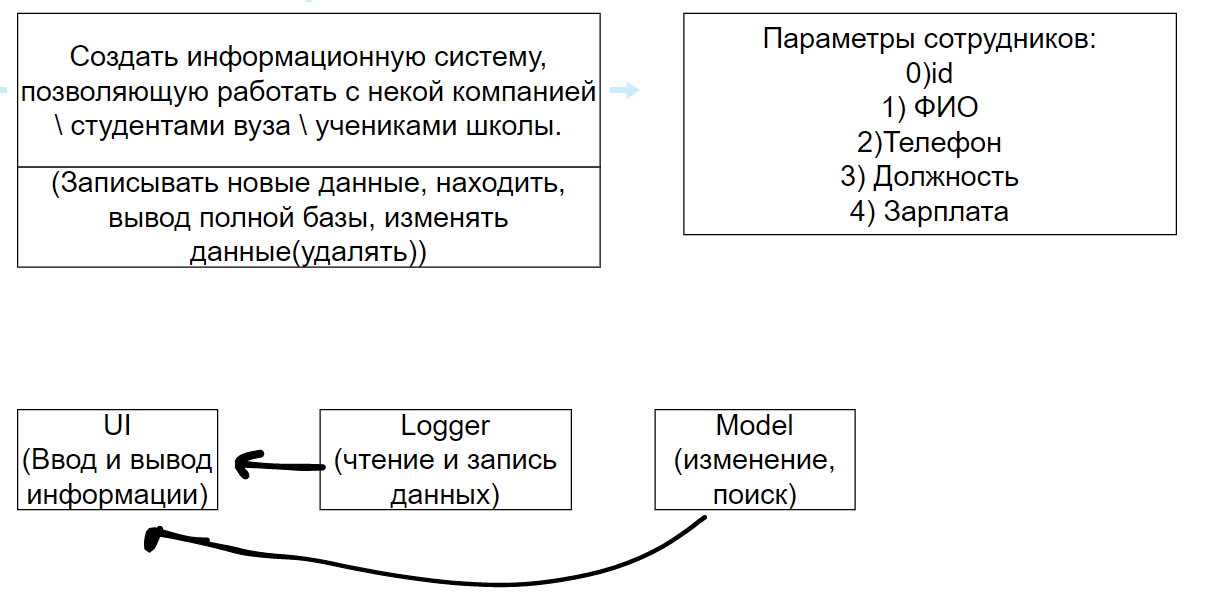 Создать информационную систему,
позволяющую работать с некой компанией
\ студентами вуза \ учениками школы.
(Записывать новые данные, находить,
вывод полной базы, изменять
данные(удалять))
Параметры сотрудников:
0)id
1) ФИО
2)Телефон
3) Должность
4) Зарплата
UI
(Ввод и вывод
информации)
Logger
(чтение и запись
данных)
Model
(изменение,
поиск)